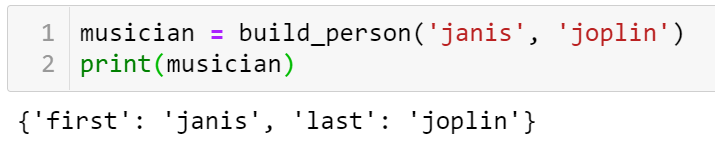 1 musician = build_person('janis', 'joplin')
2 print(musician)
{'first': 'janis', 'last': 'joplin'}